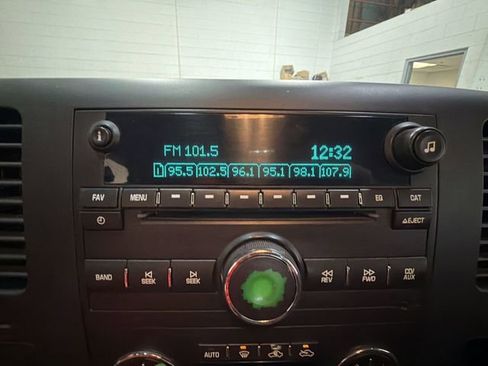 FM 101.5 12:32
1 95.5 102.5 96.1 95.1 98.1 107.9
FAV MENU EQ CAT
EJECT
BAND SEEK SEEK REV FWD CD/AUX
AUTO